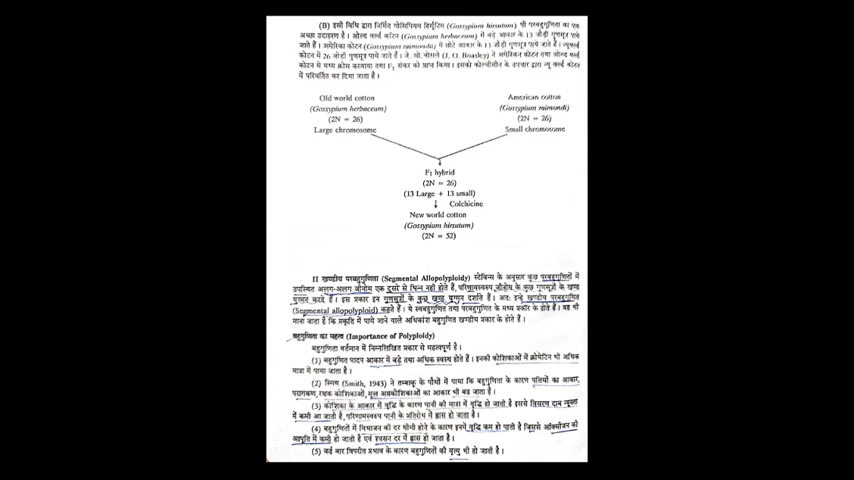 (B) इसी विधि द्वारा निर्मित गोसिपियम हिर्सुटिम (Gossypium hirsutum) भी परबहुगुणिता का एक
अच्छा उदाहरण है। ओल्ड वर्ल्ड कॉटन (Gossypium herbaceum) में बड़े आकार के 13 जोड़ी गुणसूत्र पाये
जाते हैं। अमेरिका कॉटन (Gossypium raimondi) में छोटे आकार के 13 जोड़ी गुणसूत्र पाये जाते हैं। न्यूवर्ल्ड
कॉटन में 26 जोड़ी गुणसूत्र पाये जाते हैं। जे. ओ. बीसले (J. O. Beasley) ने अमेरिकन कॉटन तथा ओल्ड वर्ल्ड
कॉटन के मध्य क्रॉस करवाया तथा F₁ संकर को प्राप्त किया। इसको कोल्चीसीन के उपचार द्वारा न्यू वर्ल्ड कॉटन
में परिवर्तित कर दिया जाता है।
Old world cotton American cotton
(Gossypium herbaceum) (Gossypium raimondi)
(2N = 26) (2N = 26)
Large chromosome Small chromosome
F₁ hybrid
(2N = 26)
(13 Large + 13 small)
↓ Colchicine
New world cotton
(Gossypium hirsutum)
(2N = 52)
II खण्डीय परबहुगुणिता (Segmental Allopolyploidy) स्टेबिन्स के अनुसार कुछ परबहुगुणितों में
उपस्थित अलग-अलग जीनोम एक दूसरे से भिन्न नहीं होते हैं, परिणामस्वरूप जीनोम के कुछ गुणसूत्रों के खण्ड
युग्मन करते हैं। इस प्रकार इन गुणसूत्रों के कुछ खण्ड युग्मन दर्शाते हैं। अतः इन्हें खण्डीय परबहुगुणित
(Segmental allopolyploid) कहते हैं। ये स्वबहुगुणित तथा परबहुगुणित के मध्य प्रकार के होते हैं। यह भी
माना जाता है कि प्रकृति में पाये जाने वाले अधिकांश बहुगुणित खण्डीय प्रकार के होते हैं।
बहुगुणिता का महत्व (Importance of Polyploidy)
बहुगुणिता वर्तमान में निम्नलिखित प्रकार से महत्वपूर्ण है।
(1) बहुगुणित पादप आकार में बड़े तथा अधिक स्वस्थ होते हैं। इनकी कोशिकाओं में क्रोमेटिन भी अधिक
मात्रा में पाया जाता है।
(2) स्मिथ (Smith, 1943) ने तम्बाकू के पौधों में पाया कि बहुगुणिता के कारण पत्तियों का आकार,
परागकण, रक्षक कोशिकाओं, मूल अग्रकोशिकाओं का आकार भी बढ़ जाता है।
(3) कोशिका के आकार में वृद्धि के कारण पानी की मात्रा में वृद्धि हो जाती है इससे विसरण दाब न्यूनता
में कमी आ जाती है, परिणामस्वरूप पानी के प्रतिरोध में ह्रास हो जाता है।
(4) बहुगुणितों में विभाजन की दर धीमी होने के कारण इनमें वृद्धि कम हो पाती है जिससे ऑक्सीजन की
आपूर्ति में कमी हो जाती है एवं श्वसन दर में ह्रास हो जाता है।
(5) कई बार विपरीत प्रभाव के कारण बहुगुणितों की मृत्यु भी हो जाती है।